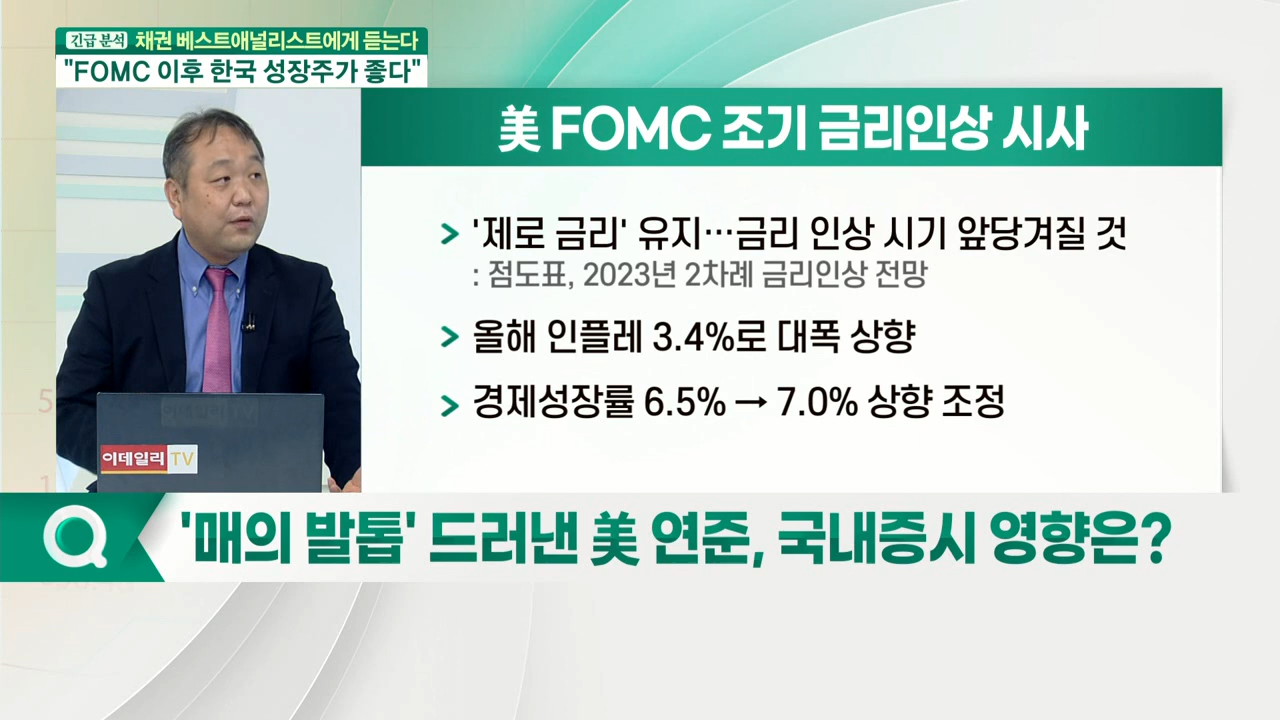 긴급 분석 채권 베스트애널리스트에게 듣는다
"FOMC 이후 한국 성장주가 좋다"
美 FOMC 조기 금리인상 시사
'제로 금리' 유지…금리 인상 시기 앞당겨질 것
: 점도표, 2023년 2차례 금리인상 전망
올해 인플레 3.4%로 대폭 상향
경제성장률 6.5% → 7.0% 상향 조정
이데일리TV
이데일리TV
'매의 발톱' 드러낸 美 연준, 국내증시 영향은?